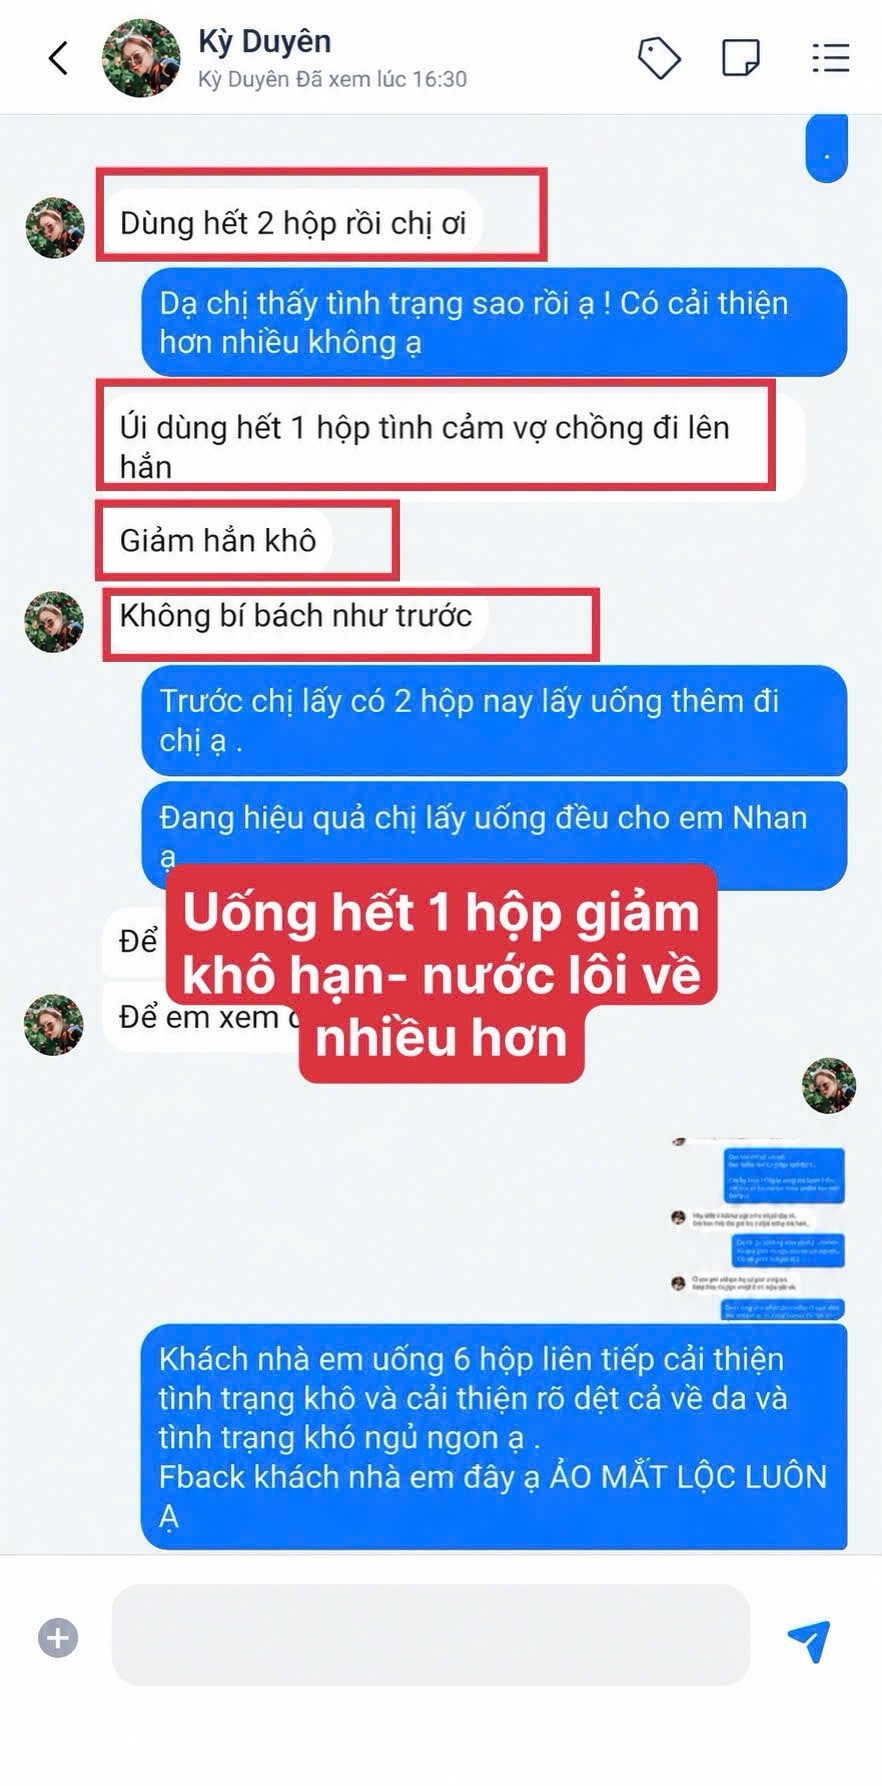 Kỳ Duyên
Kỳ Duyên Đã xem lúc 16:30
.
Dùng hết 2 hộp rồi chị ơi
Dạ chị thấy tình trạng sao rồi ạ ! Có cải thiện
hơn nhiều không ạ
Úi dùng hết 1 hộp tình cảm vợ chồng đi lên
hắn
Giảm hắn khô
Không bí bách như trước
Trước chị lấy có 2 hộp nay lấy uống thêm đi
chị ạ .
Đang hiệu quả chị lấy uống đều cho em Nhan
ạ
Uống hết 1 hộp giảm
khô hạn- nước lôi về
nhiều hơn
Để
Để em xem
Khách nhà em uống 6 hộp liên tiếp cải thiện
tình trạng khô và cải thiện rõ dệt cả về da và
tình trạng khó ngủ ngon ạ .
Fback khách nhà em đây ạ ẢO MẮT LỘC LUÔN
Ạ